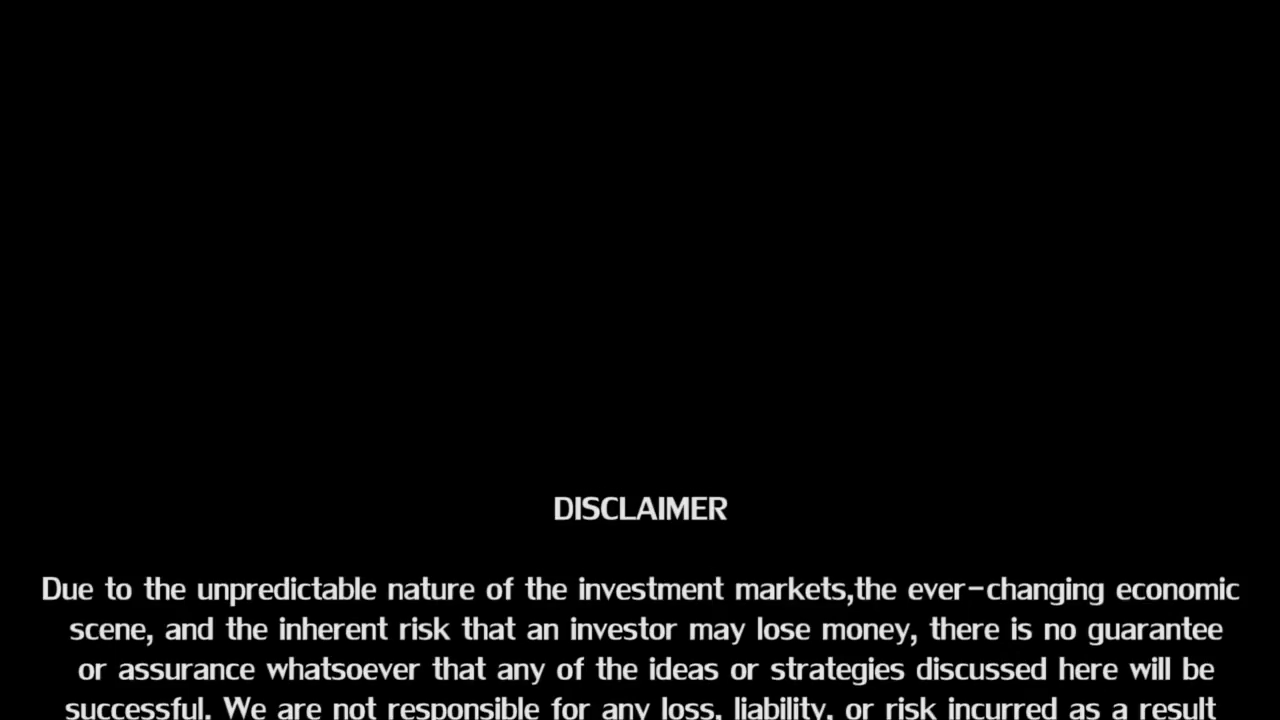 DISCLAIMER
Due to the unpredictable nature of the investment markets,the ever-changing economic
scene, and the inherent risk that an investor may lose money, there is no guarantee
or assurance whatsoever that any of the ideas or strategies discussed here will be
successful. We are not responsible for any loss, liability, or risk incurred as a result